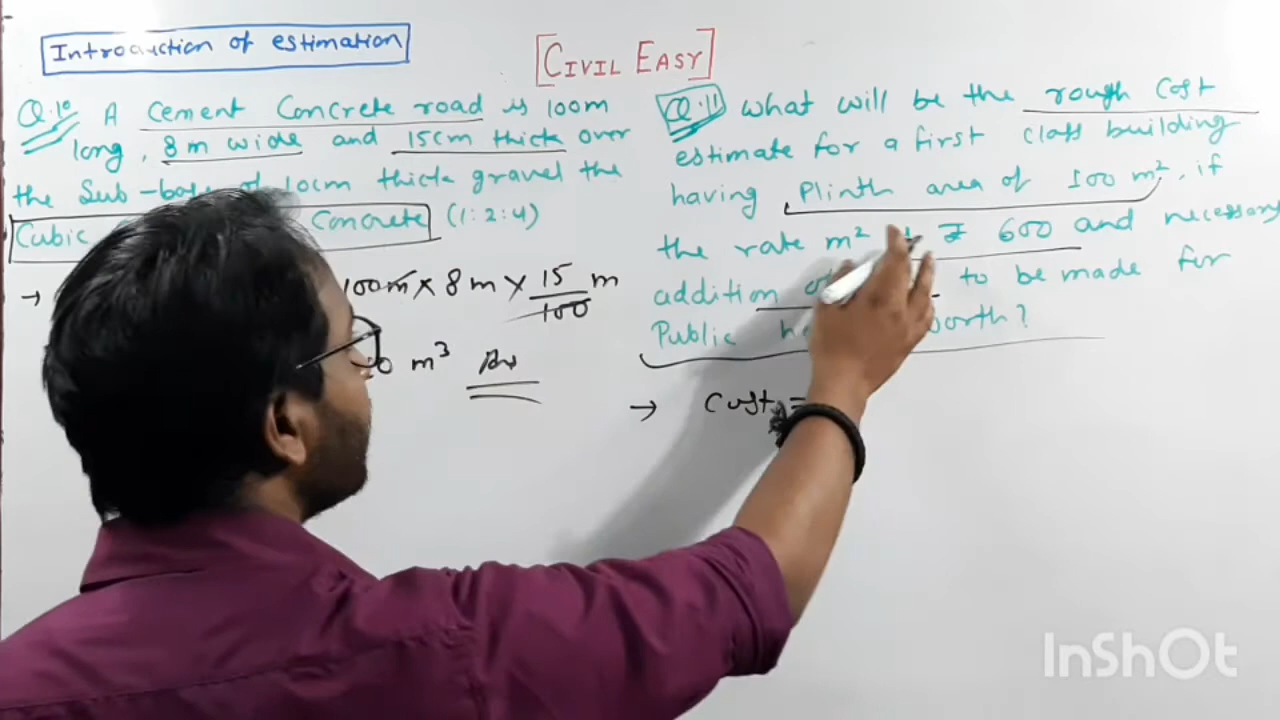 Introduction of estimation
[CIVIL EASY]
Q.10 A cement Concrete road is 100m
long, 8m wide and 15cm thick over
the Sub-base of 10cm thick gravel the
Cubic Concrete (1:2:4)
→ 100m × 8m × 15/100 m
0 m³ Ans
Q.11 What will be the rough Cost
estimate for a first class building
having Plinth area of 100 m², if
the rate m² ₹ 600 and necessary
addition to be made for
Public
→ Cost =
InShOt